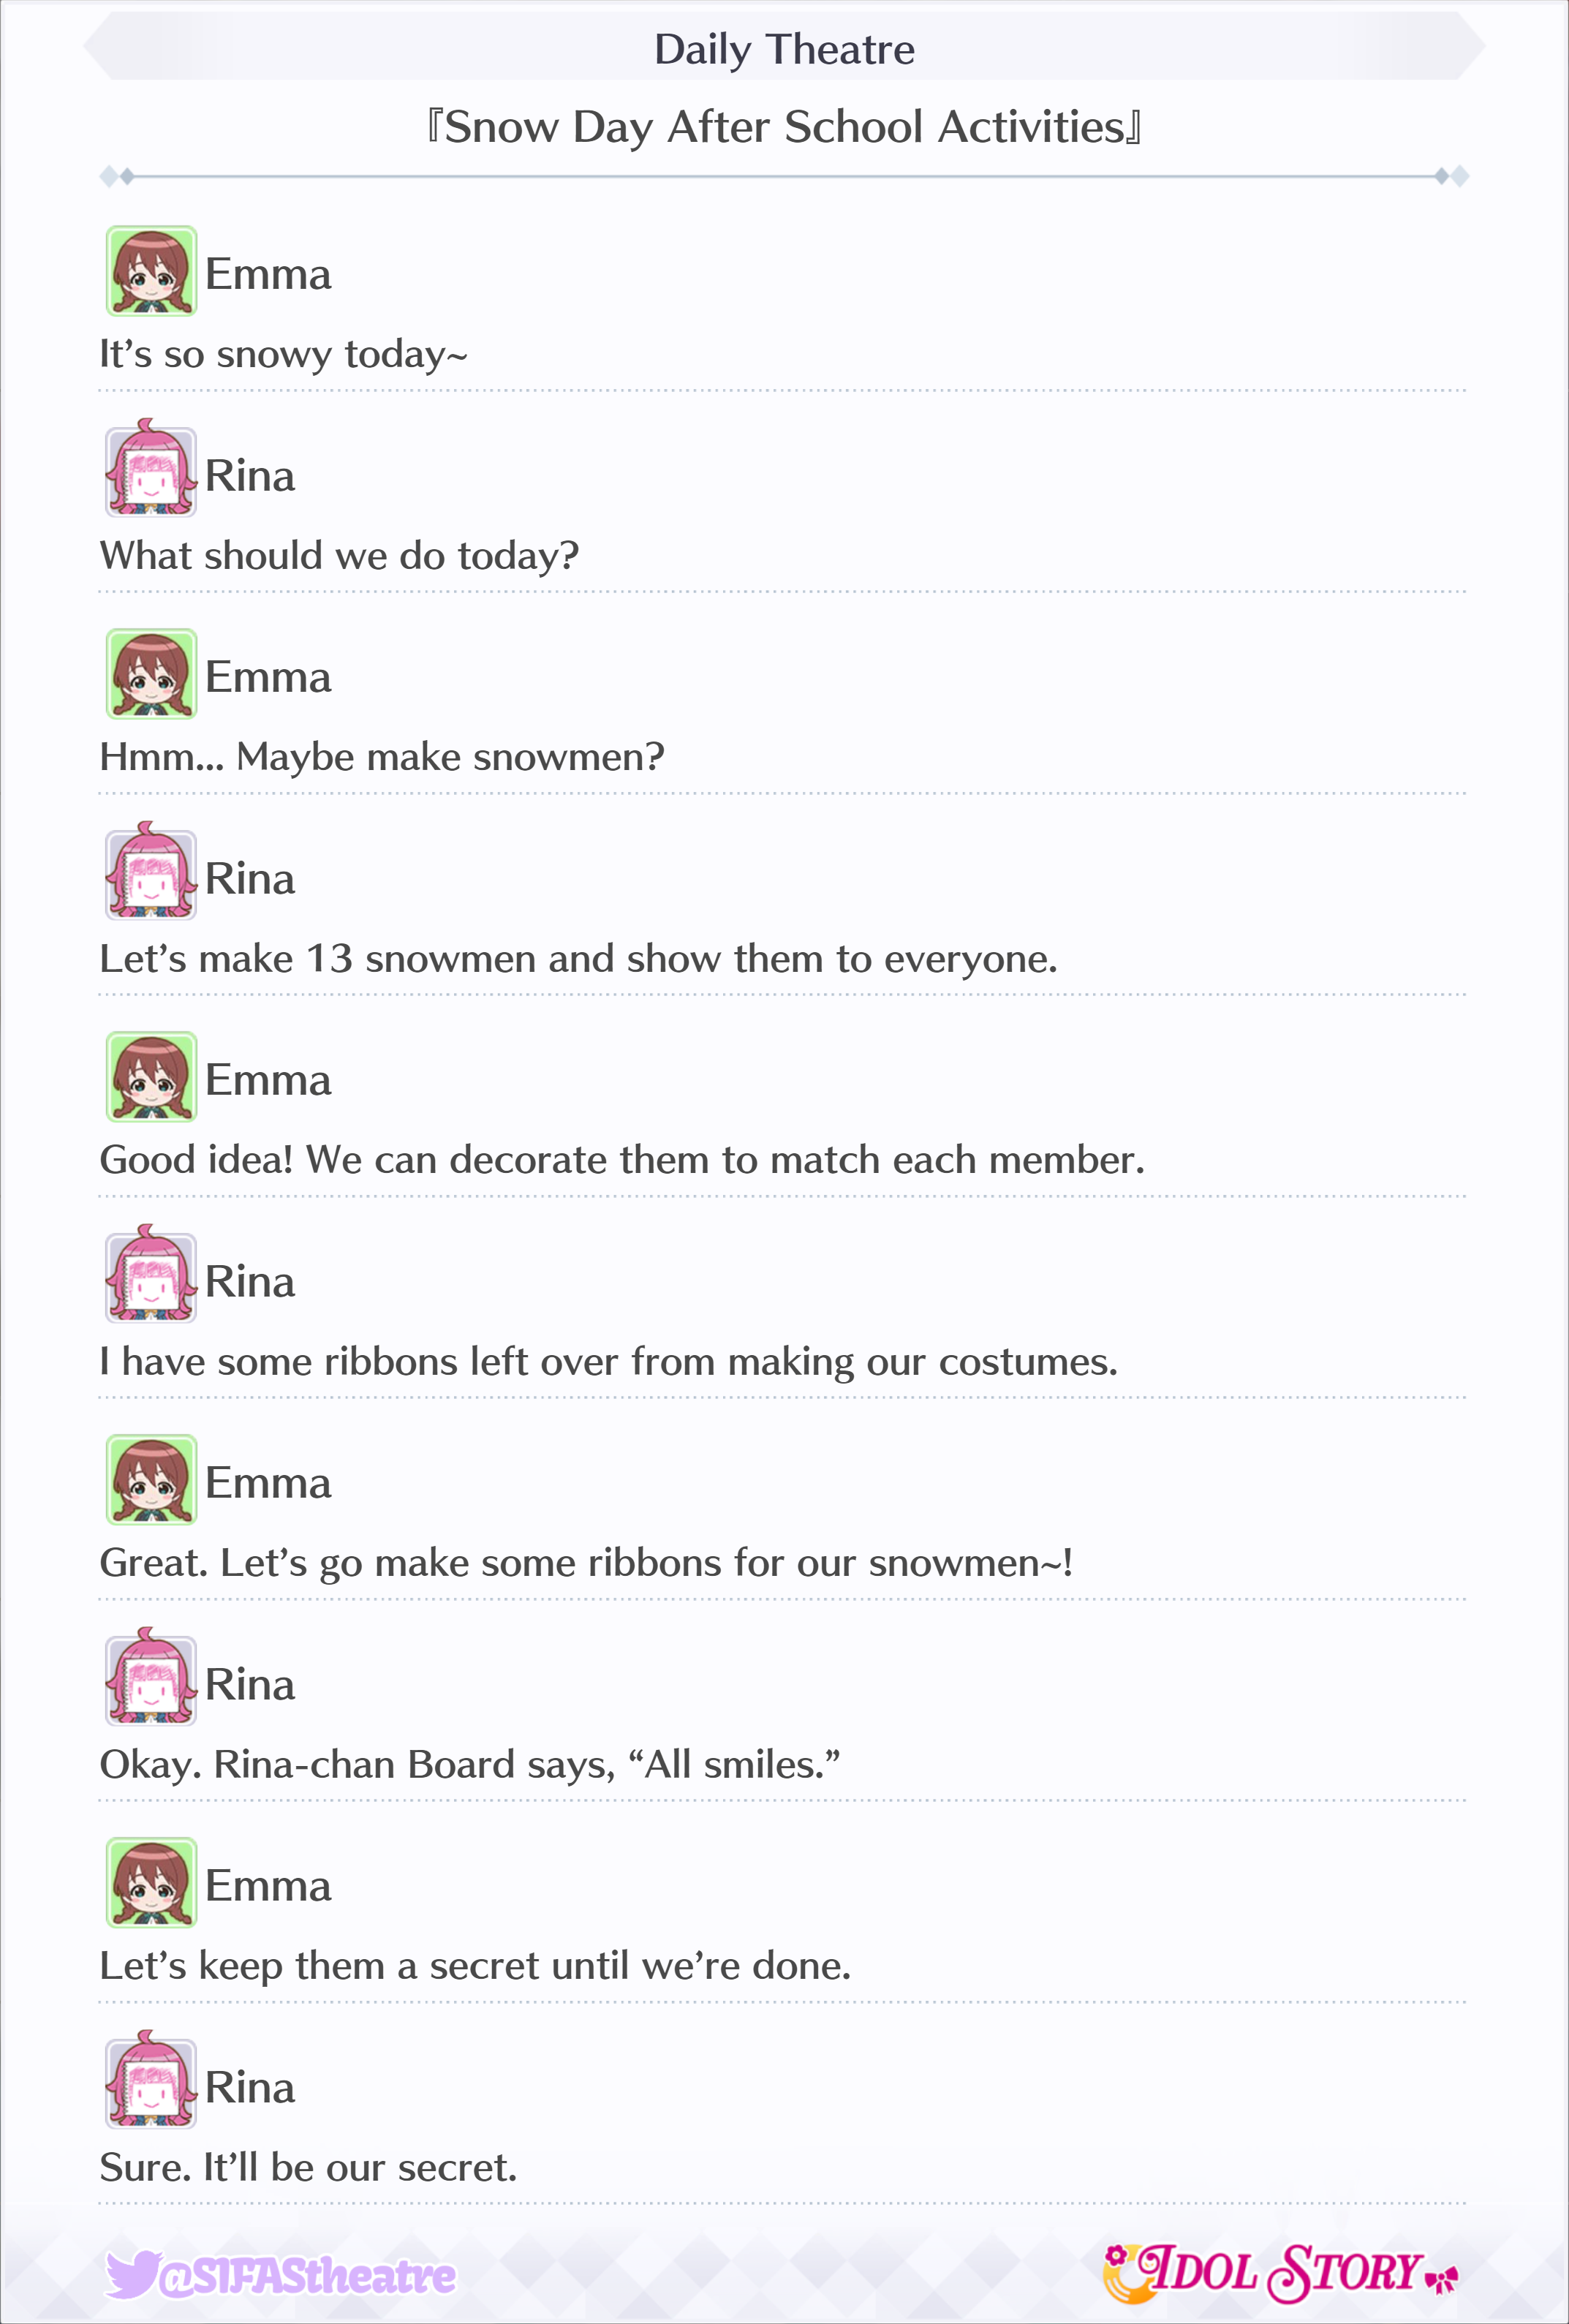 Daily Theatre
『Snow Day After School Activities』
Emma
It's so snowy today~
Rina
What should we do today?
Emma
Hmm... Maybe make snowmen?
Rina
Let's make 13 snowmen and show them to everyone.
Emma
Good idea! We can decorate them to match each member.
Rina
I have some ribbons left over from making our costumes.
Emma
Great. Let's go make some ribbons for our snowmen~!
Rina
Okay. Rina-chan Board says, “All smiles.”
Emma
Let's keep them a secret until we're done.
Rina
Sure. It'll be our secret.
@SIFAStheatre
IDOL STORY